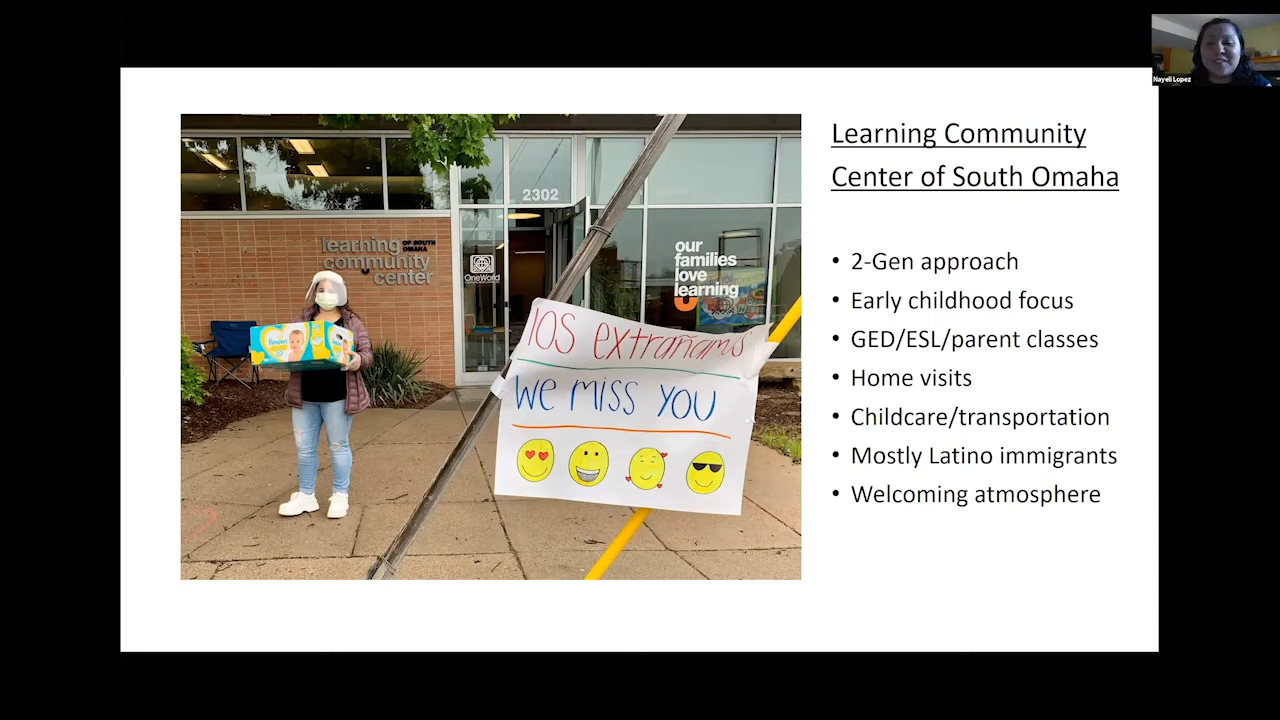 Nayeli Lopez
Learning Community
Center of South Omaha
• 2-Gen approach
• Early childhood focus
• GED/ESL/parent classes
• Home visits
• Childcare/transportation
• Mostly Latino immigrants
• Welcoming atmosphere
2302
learning OF SOUTH
OMAHA
community
center
OneWorld
our
families
love
learning
Pampers
los extrañamos
We miss you